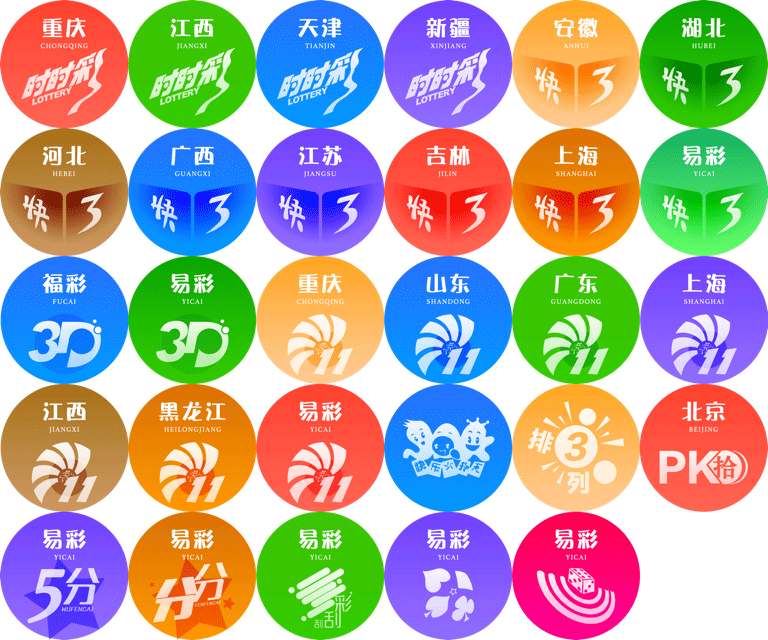 重庆
CHONGQING
时时彩
LOTTERY
江西
JIANGXI
时时彩
LOTTERY
天津
TIANJIN
时时彩
LOTTERY
新疆
XINJIANG
时时彩
LOTTERY
安徽
ANHUI
快3
湖北
HUBEI
快3
河北
HEBEI
快3
广西
GUANGXI
快3
江苏
JIANGSU
快3
吉林
JILIN
快3
上海
SHANGHAI
快3
易彩
YICAI
快3
福彩
FUCAI
3D
易彩
YICAI
3D
重庆
CHONGQING
11
山东
SHANDONG
11
广东
GUANGDONG
11
上海
SHANGHAI
11
江西
JIANGXI
11
黑龙江
HEILONGJIANG
11
易彩
YICAI
11
排3列
北京
BEIJING
PK拾
易彩
YICAI
5分
WUFENCAI
易彩
YICAI
分分
易彩
YICAI
刮刮彩
易彩
YICAI
易彩
YICAI